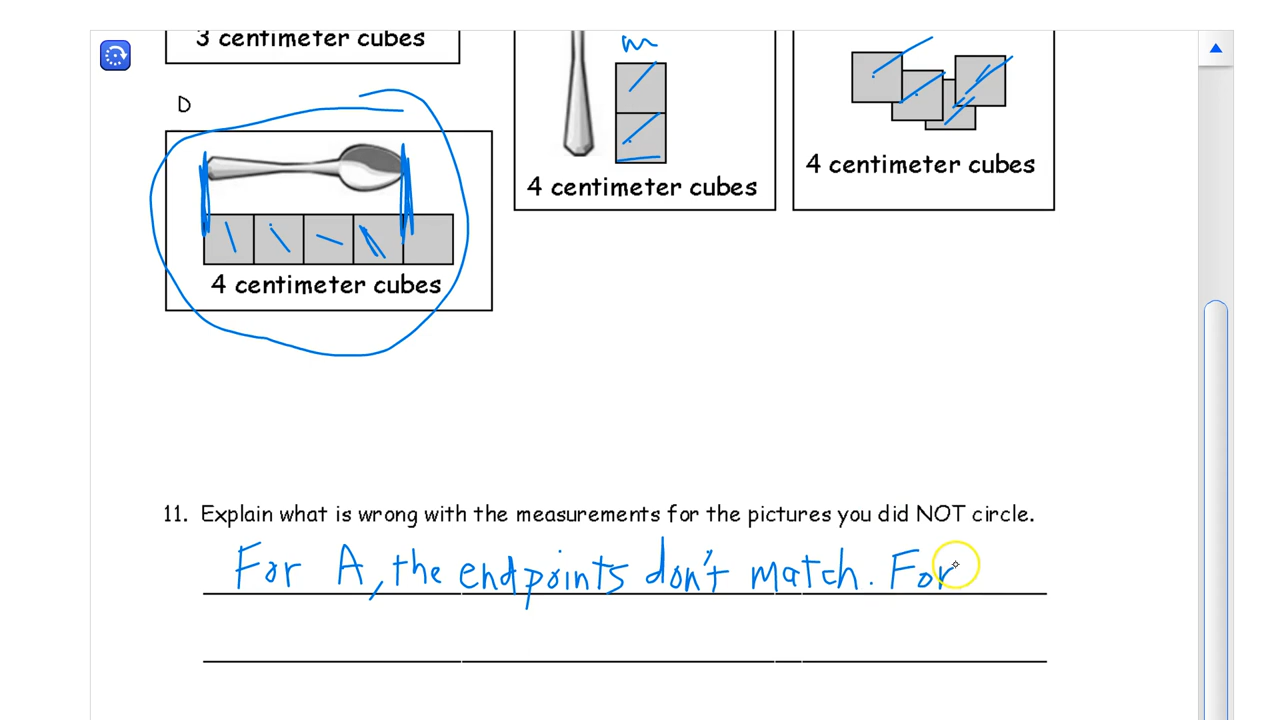 3 centimeter cubes
D
4 centimeter cubes
4 centimeter cubes
4 centimeter cubes
11. Explain what is wrong with the measurements for the pictures you did NOT circle.
For A, the endpoints don't match. For